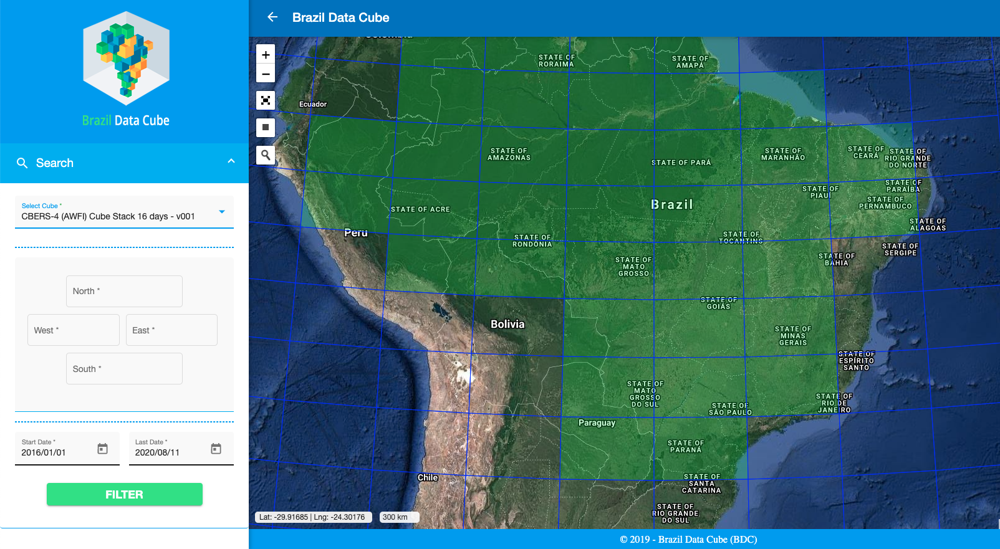 Brazil Data Cube
Search
Select Cube *
CBERS-4 (AWFI) Cube Stack 16 days - v001
North *
West *
East *
South *
Start Date *
2016/01/01
Last Date *
2020/08/11
FILTER
Brazil Data Cube
+
−
Colombia
STATE OF
RORAIMA
STATE OF
AMAPÁ
Ecuador
STATE OF
AMAZONAS
STATE OF PARÁ
STATE OF
MARANHÃO
STATE OF
CEARÁ
STATE OF
RIO GRANDE
DO NORTE
STATE OF
PARAÍBA
STATE OF
PIAUÍ
STATE OF
PERNAMBUCO
Brazil
STATE OF ACRE
STATE OF
ALAGOAS
Peru
STATE OF
RONDÔNIA
STATE OF
TOCANTINS
STATE OF
SERGIPE
STATE OF
BAHIA
STATE OF
MATO
GROSSO
STATE OF
GOIÁS
Bolivia
STATE OF
MINAS
GERAIS
STATE OF
ESPÍRITO
SANTO
STATE OF
MATO
GROSSO
DO SUL
STATE OF
RIO DE
JANEIRO
STATE OF
SÃO PAULO
Paraguay
STATE OF
PARANÁ
Chile
STATE OF
SANTA
CATARINA
STATE OF
RIO GRANDE
DO SUL
Lat: -29.91685 | Lng: -24.30176
300 km
© 2019 - Brazil Data Cube (BDC)